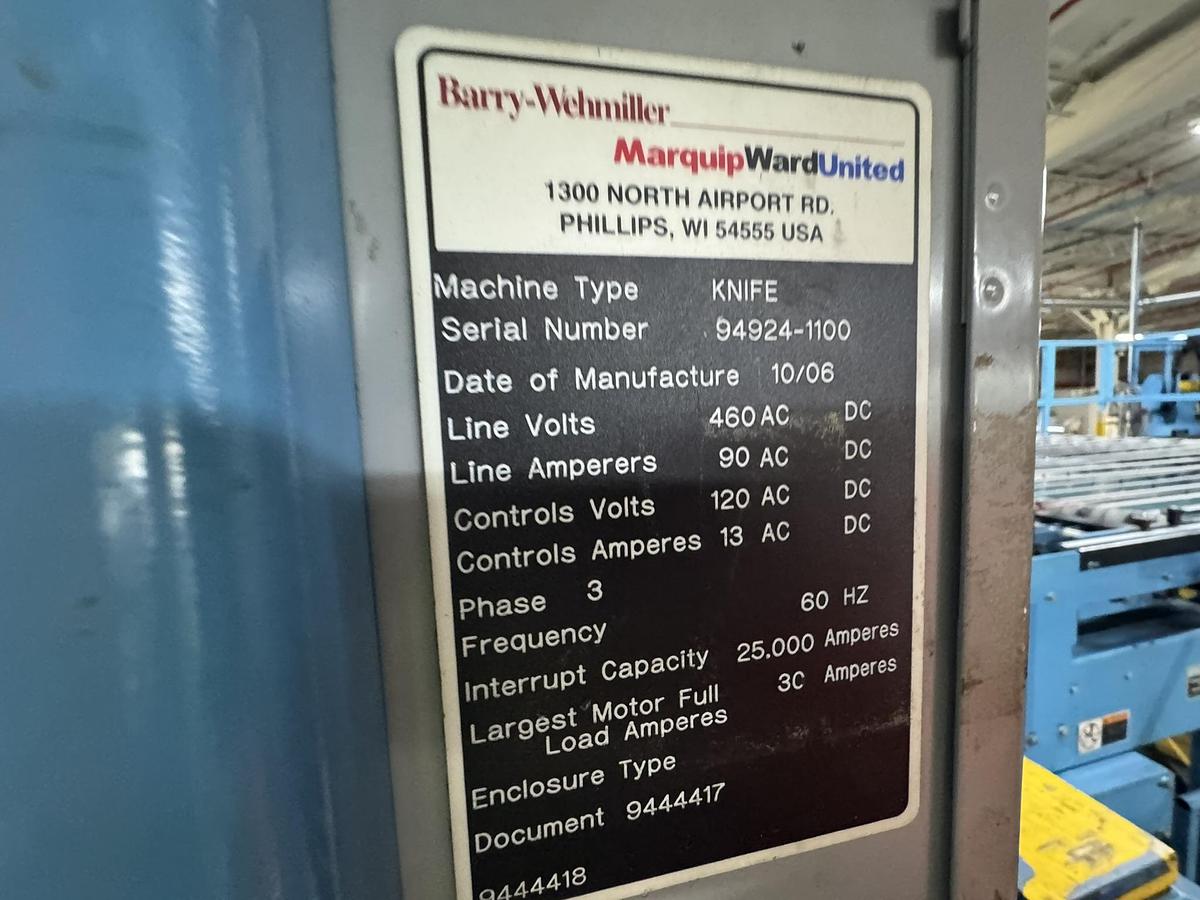 Barry-Wehmiller
MarquipWardUnited
1300 NORTH AIRPORT RD.
PHILLIPS, WI 54555 USA
Machine Type KNIFE
Serial Number 94924-1100
Date of Manufacture 10/06
Line Volts 460 AC DC
Line Amperers 90 AC DC
Controls Volts 120 AC DC
Controls Amperes 13 AC DC
Phase 3
Frequency 60 HZ
Interrupt Capacity 25.000 Amperes
Largest Motor Full 3C Amperes
Load Amperes
Enclosure Type
Document 9444417
9444418